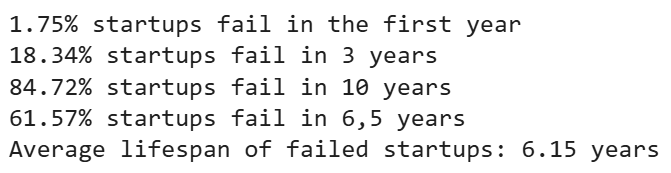 1.75% startups fail in the first year
18.34% startups fail in 3 years
84.72% startups fail in 10 years
61.57% startups fail in 6,5 years
Average lifespan of failed startups: 6.15 years